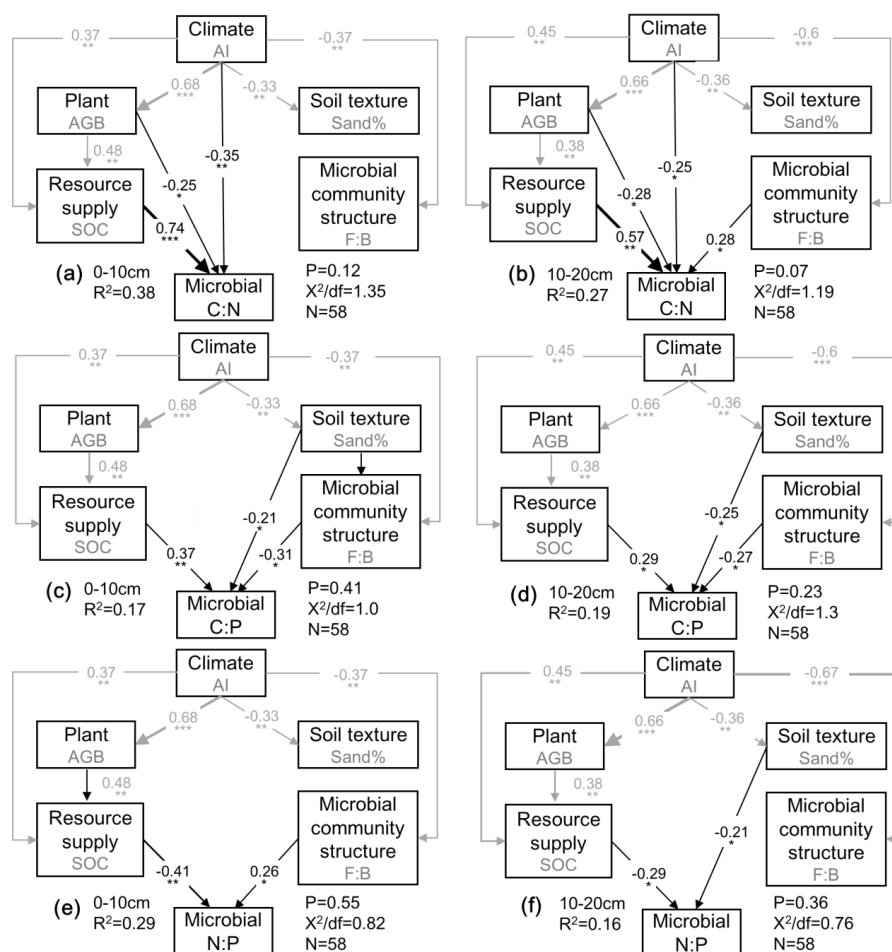 0.37
**
Climate
AI
-0.37
**
0.68
***
-0.33
**
Plant
AGB
Soil texture
Sand%
0.48
**
-0.35
**
Resource
supply
SOC
-0.25
*
Microbial
community
structure
F:B
0.74
***
(a)
0-10cm
R²=0.38
Microbial
C:N
P=0.12
X²/df=1.35
N=58
0.45
**
Climate
AI
-0.6
***
0.66
***
-0.36
**
Plant
AGB
Soil texture
Sand%
0.38
**
-0.25
*
Resource
supply
SOC
-0.28
*
Microbial
community
structure
F:B
0.57
**
0.28
*
(b)
10-20cm
R²=0.27
Microbial
C:N
P=0.07
X²/df=1.19
N=58
0.37
**
Climate
AI
-0.37
**
0.68
***
-0.33
**
Plant
AGB
Soil texture
Sand%
0.48
**
Resource
supply
SOC
Microbial
community
structure
F:B
-0.21
*
0.37
**
-0.31
*
(c)
0-10cm
R²=0.17
Microbial
C:P
P=0.41
X²/df=1.0
N=58
0.45
**
Climate
AI
-0.6
***
0.66
***
-0.36
**
Plant
AGB
Soil texture
Sand%
0.38
**
Resource
supply
SOC
Microbial
community
structure
F:B
-0.25
*
0.29
*
-0.27
*
(d)
10-20cm
R²=0.19
Microbial
C:P
P=0.23
X²/df=1.3
N=58
0.37
**
Climate
AI
-0.37
**
0.68
***
-0.33
**
Plant
AGB
Soil texture
Sand%
0.48
**
Resource
supply
SOC
Microbial
community
structure
F:B
-0.41
**
0.26
*
(e)
0-10cm
R²=0.29
Microbial
N:P
P=0.55
X²/df=0.82
N=58
0.45
**
Climate
AI
-0.67
***
0.66
***
-0.36
**
Plant
AGB
Soil texture
Sand%
0.38
**
Resource
supply
SOC
Microbial
community
structure
F:B
-0.21
*
-0.29
*
(f)
10-20cm
R²=0.16
Microbial
N:P
P=0.36
X²/df=0.76
N=58